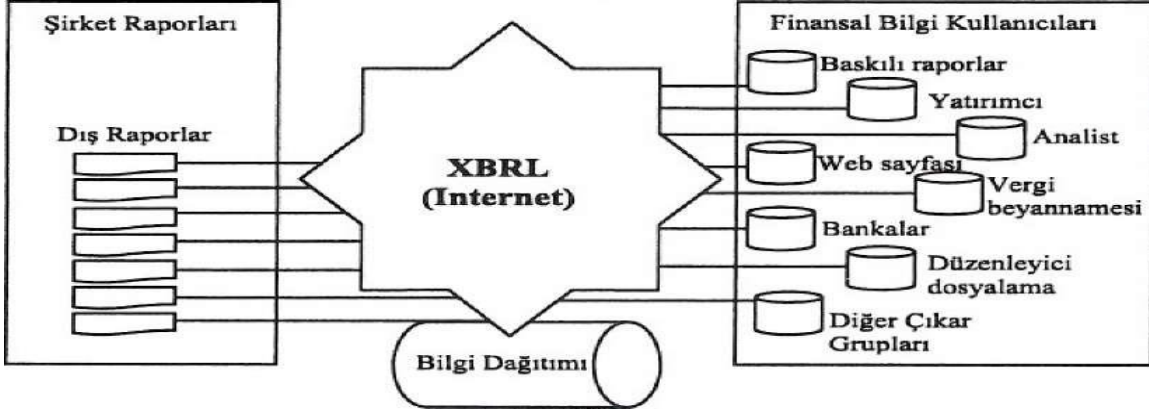 Şirket Raporları
Dış Raporlar
XBRL
(Internet)
Bilgi Dağıtımı
Finansal Bilgi Kullanıcıları
Baskılı raporlar
Yatırımcı
Analist
Web sayfası
Vergi
beyannamesi
Bankalar
Düzenleyici
dosyalama
Diğer Çıkar
Grupları